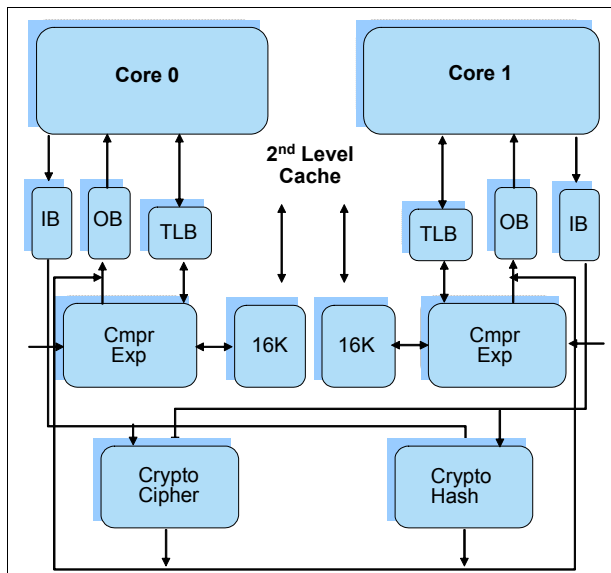 Core 0
Core 1
2nd Level
Cache
IB
OB
TLB
TLB
OB
IB
Cmpr
Exp
16K
16K
Cmpr
Exp
Crypto
Cipher
Crypto
Hash